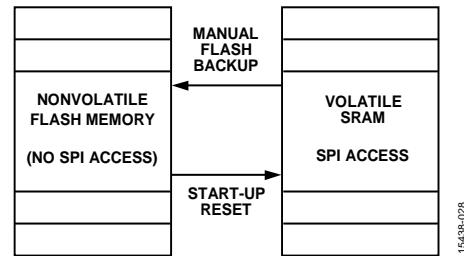 MANUAL
FLASH
BACKUP
NONVOLATILE
FLASH MEMORY
(NO SPI ACCESS)
VOLATILE
SRAM
SPI ACCESS
START-UP
RESET
15438-028